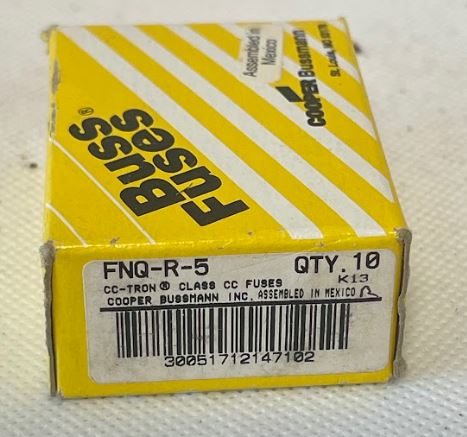 Assembled in
Mexico
COOPER Bussmann
St. Louis, MO 63178
Buss®
Fuses
FNQ-R-5 QTY.10
K13
CC-TRON® CLASS CC FUSES
COOPER BUSSMANN INC. ASSEMBLED IN MEXICO
30051712147102